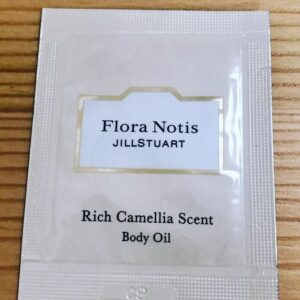 Flora Notis
JILLSTUART
Rich Camellia Scent
Body Oil